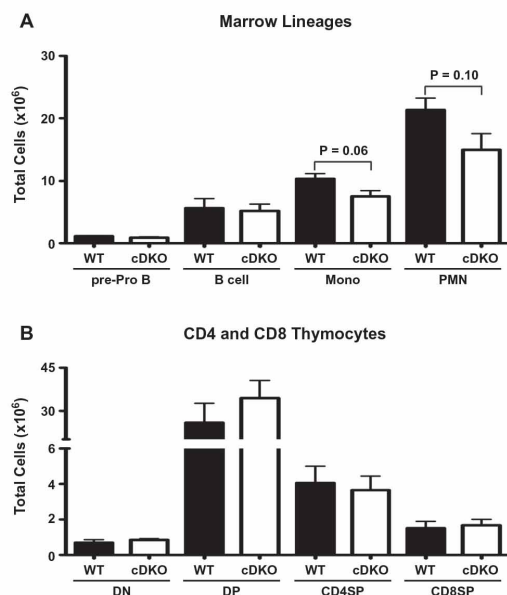 A
Marrow Lineages
Total Cells (x10⁶)
30
20
10
0
P = 0.06
P = 0.10
WT cDKO WT cDKO WT cDKO WT cDKO
pre-Pro B B cell Mono PMN
B
CD4 and CD8 Thymocytes
Total Cells (x10⁶)
45
30
6
4
2
0
WT cDKO WT cDKO WT cDKO WT cDKO
DN DP CD4SP CD8SP